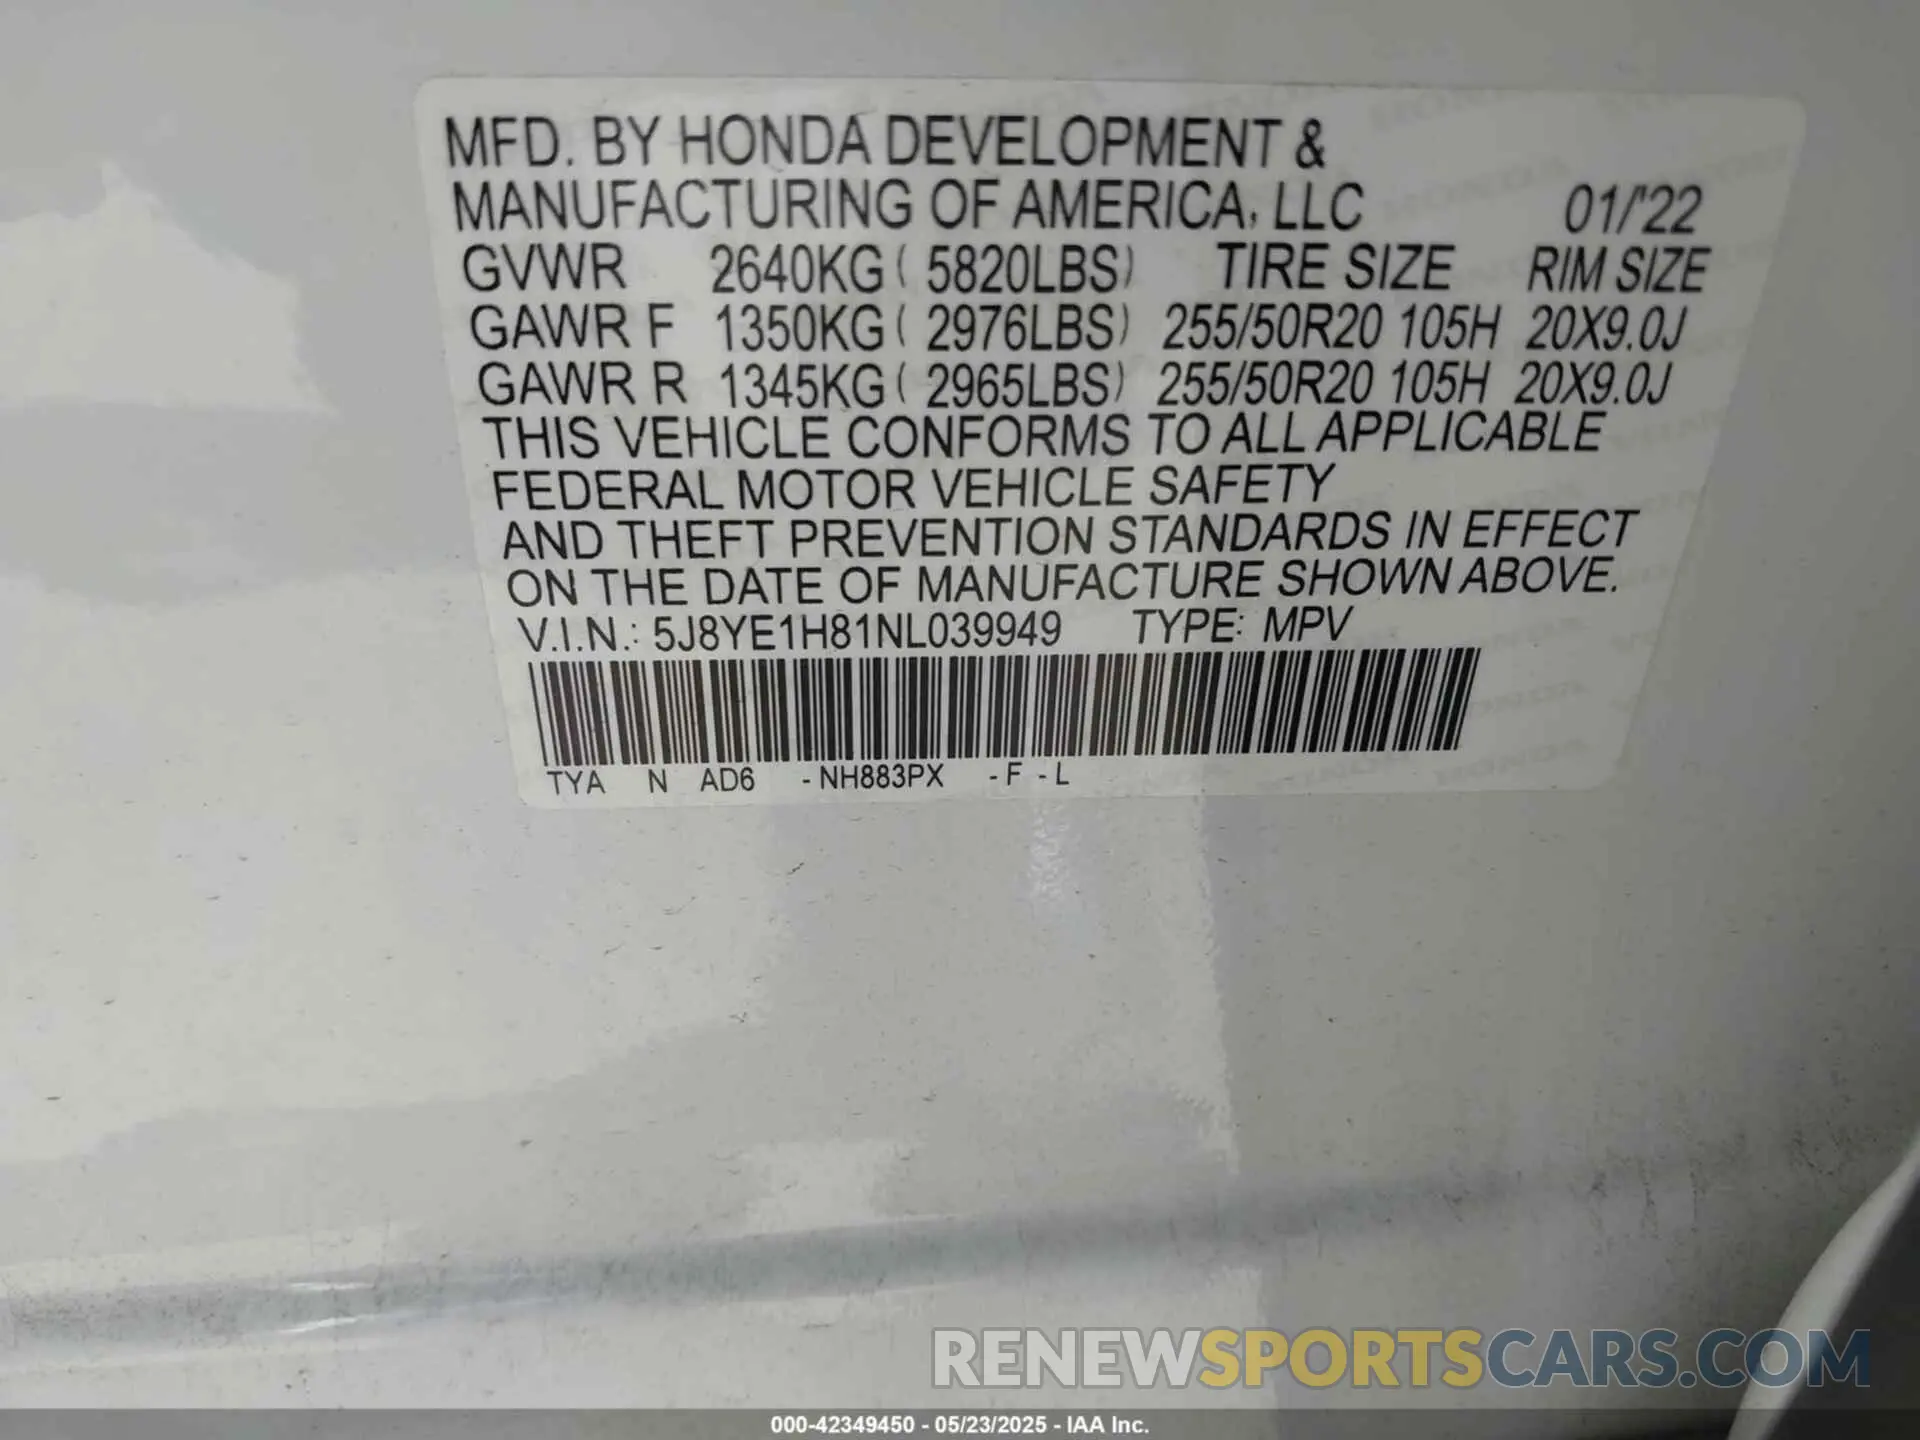 MFD. BY HONDA DEVELOPMENT &
MANUFACTURING OF AMERICA, LLC 01/'22
GVWR 2640KG ( 5820LBS) TIRE SIZE RIM SIZE
GAWR F 1350KG ( 2976LBS) 255/50R20 105H 20X9.0J
GAWR R 1345KG ( 2965LBS) 255/50R20 105H 20X9.0J
THIS VEHICLE CONFORMS TO ALL APPLICABLE
FEDERAL MOTOR VEHICLE SAFETY
AND THEFT PREVENTION STANDARDS IN EFFECT
ON THE DATE OF MANUFACTURE SHOWN ABOVE.
V.I.N.: 5J8YE1H81NL039949 TYPE: MPV
TYA N AD6 -NH883PX -F -L
RENEWSPORTSCARS.COM
000-42349450 - 05/23/2025 - IAA Inc.